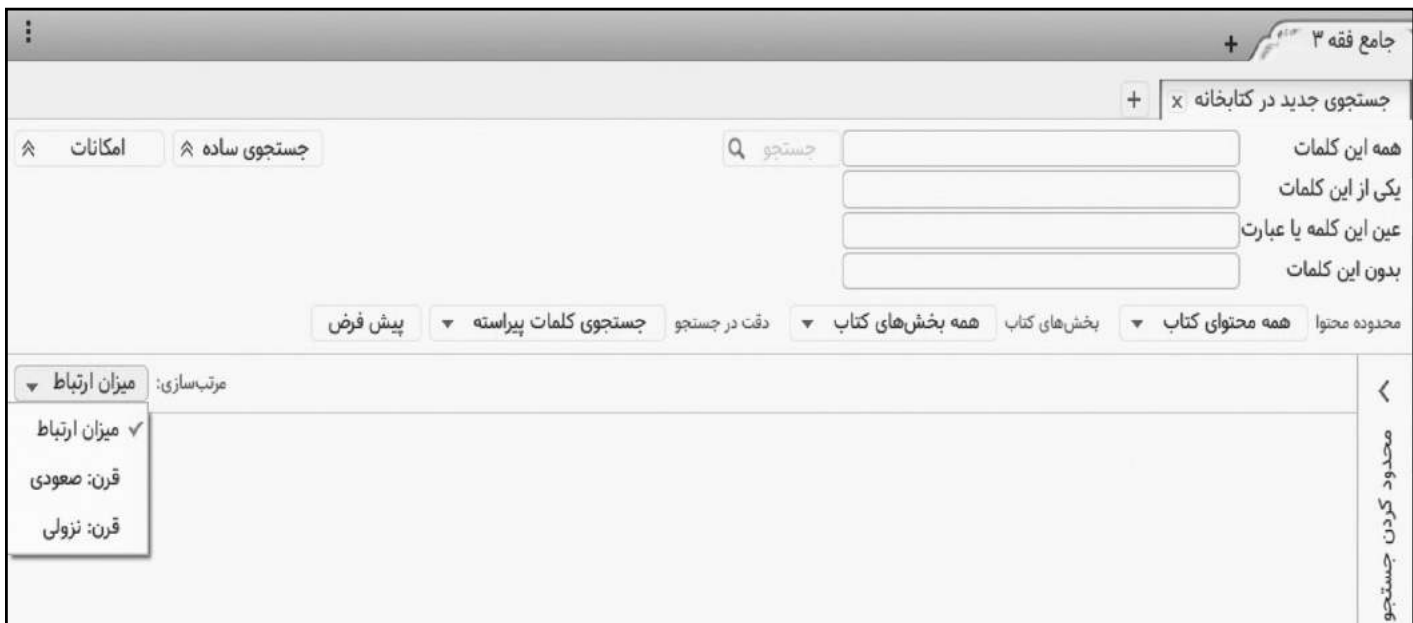 جامع فقه ۳ +
جستجوی جدید در کتابخانه x +
همه این کلمات جستجو جستجوی ساده امکانات
یکی از این کلمات
عین این کلمه یا عبارت
بدون این کلمات
محدوده محتوا همه محتوای کتاب بخش‌های کتاب همه بخش‌های کتاب دقت در جستجو جستجوی کلمات پیراسته پیش فرض
مرتب‌سازی: میزان ارتباط
میزان ارتباط
قرن: صعودی
قرن: نزولی
محدود کردن جستجو